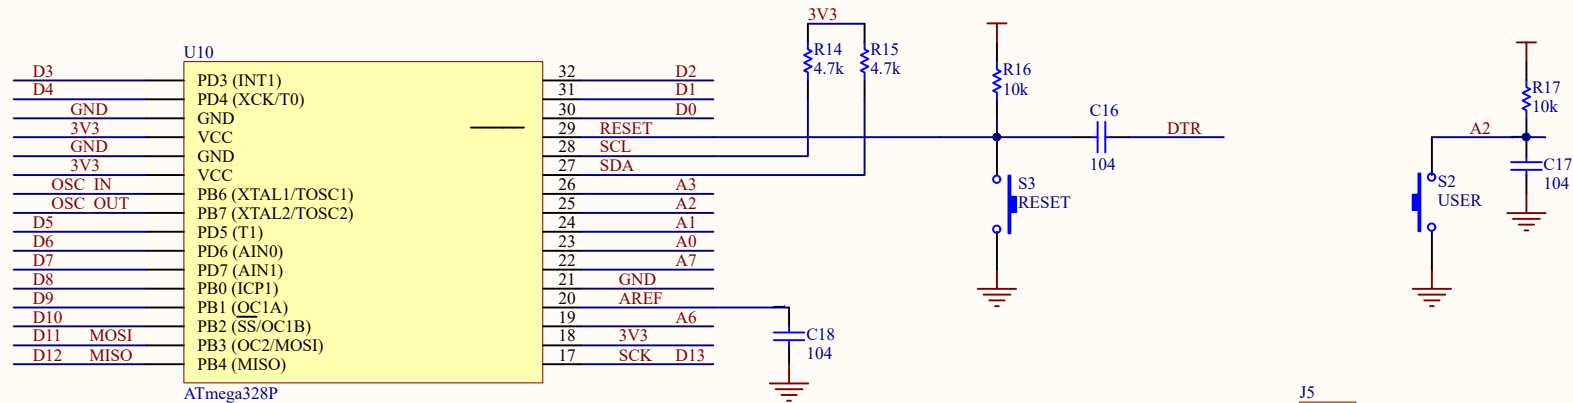 U10
D3 PD3 (INT1) 32 D2
D4 PD4 (XCK/T0) 31 D1
GND GND 30 D0
3V3 VCC 29 RESET
GND GND 28 SCL
3V3 VCC 27 SDA
OSC_IN PB6 (XTAL1/TOSC1) 26 A3
OSC_OUT PB7 (XTAL2/TOSC2) 25 A2
D5 PD5 (T1) 24 A1
D6 PD6 (AIN0) 23 A0
D7 PD7 (AIN1) 22 A7
D8 PB0 (ICP1) 21 GND
D9 PB1 (OC1A) 20 AREF
D10 PB2 (SS/OC1B) 19 A6
D11 MOSI PB3 (OC2/MOSI) 18 3V3
D12 MISO PB4 (MISO) 17 SCK D13
ATmega328P
3V3
R14
4.7k
R15
4.7k
C18
104
R16
10k
C16
104
DTR
S3
RESET
R17
10k
A2
C17
104
S2
USER
J5